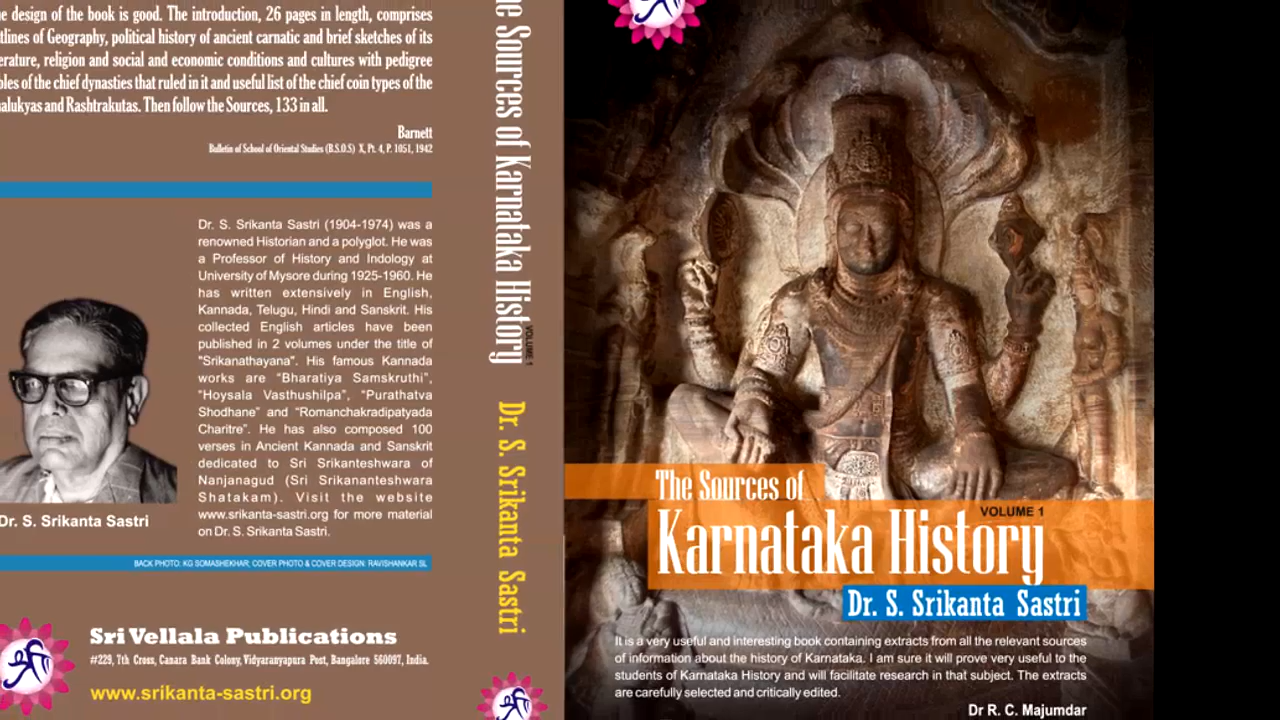 e design of the book is good. The introduction, 26 pages in length, comprises
tlines of Geography, political history of ancient carnatic and brief sketches of its
erature, religion and social and economic conditions and cultures with pedigree
bles of the chief dynasties that ruled in it and useful list of the chief coin types of the
alukyas and Rashtrakutas. Then follow the Sources, 133 in all.
Barnett
Bulletin of School of Oriental Studies (B.S.O.S) X, Pt. 4, P. 1051, 1942
Dr. S. Srikanta Sastri (1904-1974) was a
renowned Historian and a polyglot. He was
a Professor of History and Indology at
University of Mysore during 1925-1960. He
has written extensively in English,
Kannada, Telugu, Hindi and Sanskrit. His
collected English articles have been
published in 2 volumes under the title of
"Srikanathayana". His famous Kannada
works are "Bharatiya Samskruthi",
"Hoysala Vasthushilpa", "Purathatva
Shodhane" and "Romanchakradipatyada
Charitre". He has also composed 100
verses in Ancient Kannada and Sanskrit
dedicated to Sri Srikanteshwara of
Nanjanagud (Sri Srikananteshwara
Shatakam). Visit the website
www.srikanta-sastri.org for more material
on Dr. S. Srikanta Sastri.
Dr. S. Srikanta Sastri
BACK PHOTO: KG SOMASHEKHAR; COVER PHOTO & COVER DESIGN: RAVISHANKAR SL
Sri Vellala Publications
#229, 7th Cross, Canara Bank Colony, Vidyaranyapura Post, Bangalore 560097, India.
www.srikanta-sastri.org
e Sources of Karnataka History
VOLUME 1
Dr. S. Srikanta Sastri
The Sources of
VOLUME 1
Karnataka History
Dr. S. Srikanta Sastri
It is a very useful and interesting book containing extracts from all the relevant sources
of information about the history of Karnataka. I am sure it will prove very useful to the
students of Karnataka History and will facilitate research in that subject. The extracts
are carefully selected and critically edited.
Dr R. C. Majumdar